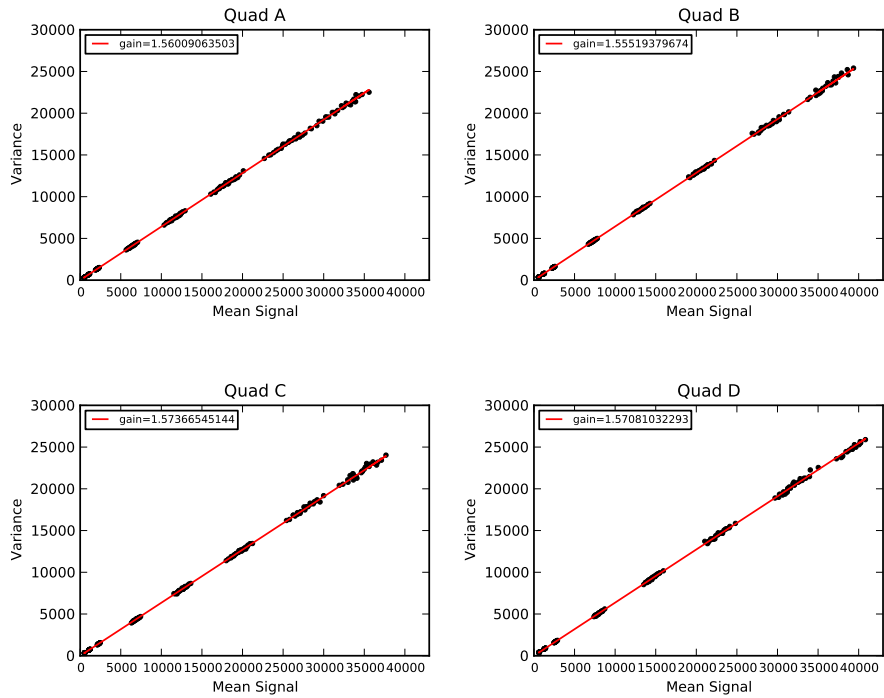 Quad A
30000
25000
20000
15000
10000
5000
0
Variance
gain=1.56009063503
0 5000 10000 15000 20000 25000 30000 35000 40000
Mean Signal
Quad B
30000
25000
20000
15000
10000
5000
0
Variance
gain=1.55519379674
0 5000 10000 15000 20000 25000 30000 35000 40000
Mean Signal
Quad C
30000
25000
20000
15000
10000
5000
0
Variance
gain=1.57366545144
0 5000 10000 15000 20000 25000 30000 35000 40000
Mean Signal
Quad D
30000
25000
20000
15000
10000
5000
0
Variance
gain=1.57081032293
0 5000 10000 15000 20000 25000 30000 35000 40000
Mean Signal